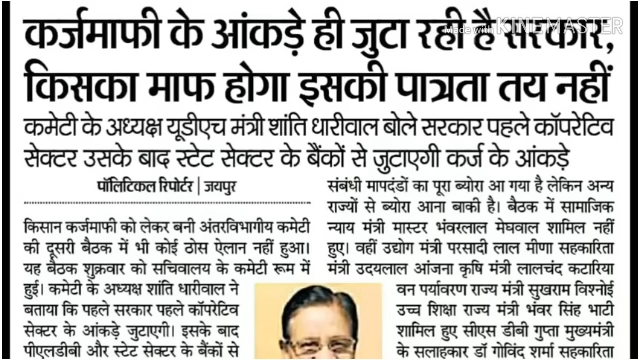 Made with KINEMASTER
कर्जमाफी के आंकड़े ही जुटा रही है सरकार,
किसका माफ होगा इसकी पात्रता तय नहीं
कमेटी के अध्यक्ष यूडीएच मंत्री शांति धारीवाल बोले सरकार पहले कॉपरेटिव
सेक्टर उसके बाद स्टेट सेक्टर के बैंकों से जुटाएगी कर्ज के आंकड़े
पॉलिटिकल रिपोर्टर | जयपुर
किसान कर्जमाफी को लेकर बनी अंतरविभागीय कमेटी
की दूसरी बैठक में भी कोई ठोस ऐलान नहीं हुआ।
यह बैठक शुक्रवार को सचिवालय के कमेटी रूम में
हुई। कमेटी के अध्यक्ष शांति धारीवाल ने
बताया कि पहले सरकार पहले कॉपरेटिव
सेक्टर के आंकड़े जुटाएगी। इसके बाद
पीएलडीबी और स्टेट सेक्टर के बैंकों से
संबंधी मापदंडों का पूरा ब्योरा आ गया है लेकिन अन्य
राज्यों से ब्योरा आना बाकी है। बैठक में सामाजिक
न्याय मंत्री मास्टर भंवरलाल मेघवाल शामिल नहीं
हुए। वहीं उद्योग मंत्री परसादी लाल मीणा सहकारिता
मंत्री उदयलाल आंजना कृषि मंत्री लालचंद कटारिया
वन पर्यावरण राज्य मंत्री सुखराम विश्नोई
उच्च शिक्षा राज्य मंत्री भंवर सिंह भाटी
शामिल हुए सीएस डीबी गुप्ता मुख्यमंत्री
के सलाहकार डॉ गोविंद शर्मा सहकारिता